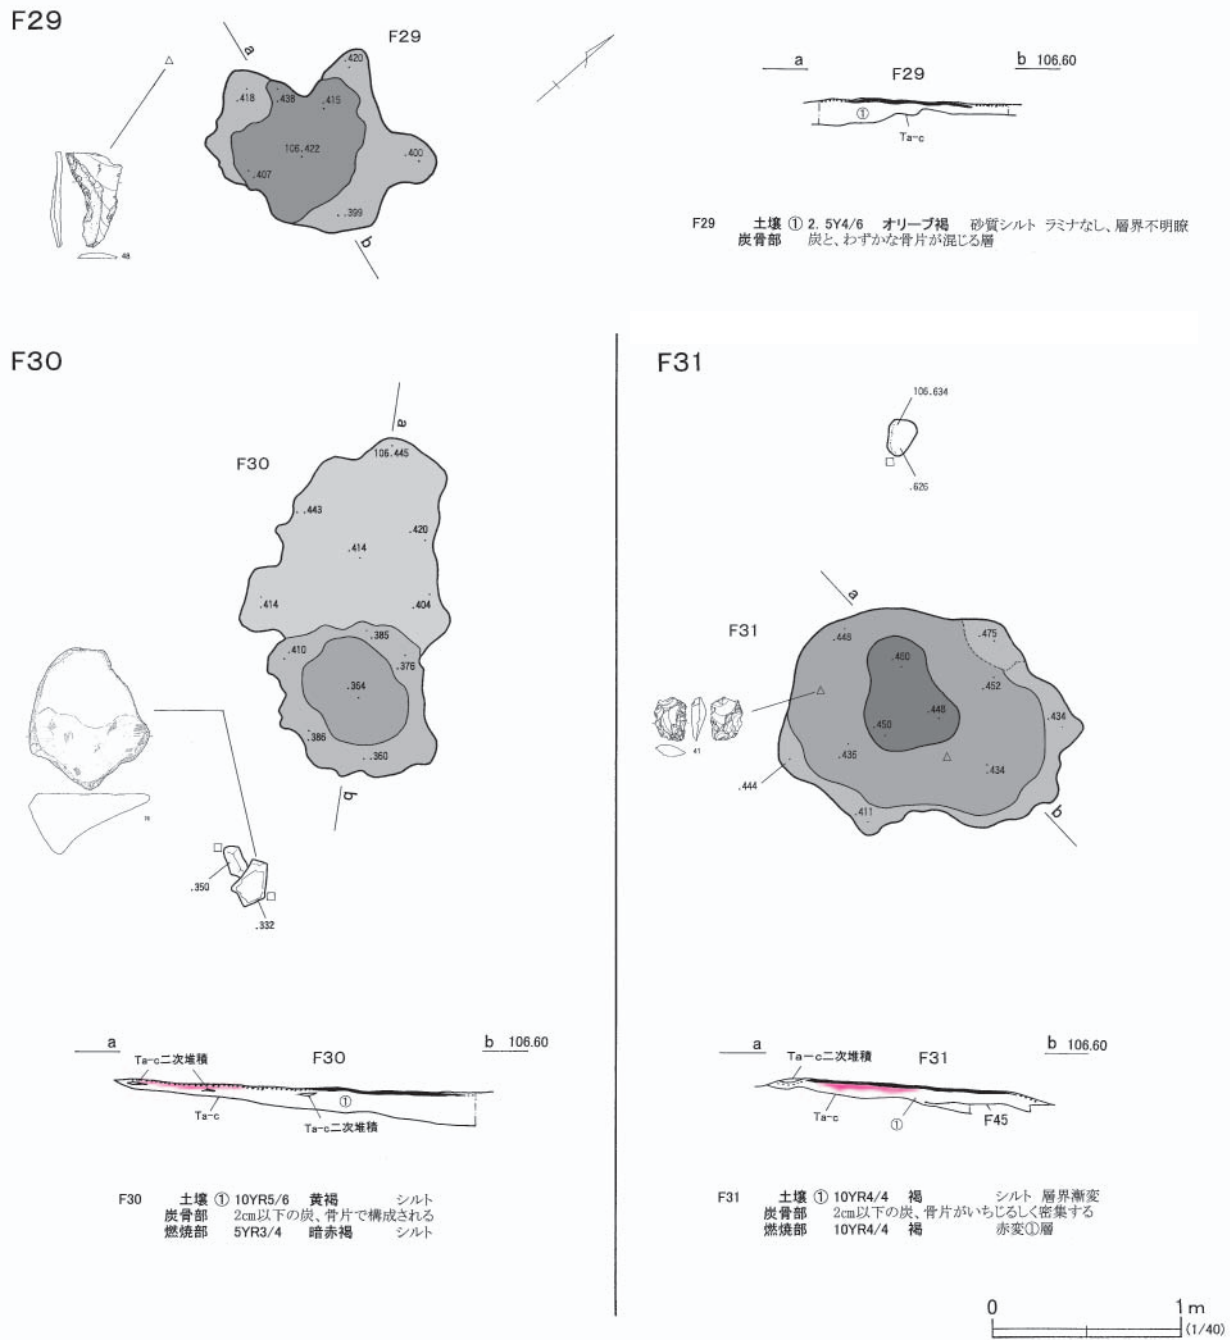 F29
F29
a
△
.420
.418
.438
.415
106.422
.400
.407
.399
b
48
a
b 106.60
F29
①
Ta-c
F29 土壌 ① 2.5Y4/6 オリーブ褐 砂質シルト ラミナなし、層界不明瞭
炭骨部 炭と、わずかな骨片が混じる層
F30
a
F30
106.445
.443
.420
.414
.414
.404
.385
.410
.376
.364
.386
.360
b
.350
.332
a
b 106.60
Ta-c二次堆積
F30
①
Ta-c
Ta-c二次堆積
F30 土壌 ① 10YR5/6 黄褐 シルト
炭骨部 2cm以下の炭、骨片で構成される
燃焼部 5YR3/4 暗赤褐 シルト
F31
106.634
.626
a
F31
.448
.475
.460
.452
.448
.434
.450
.436
.434
.444
.411
41
b
a
b 106.60
Ta-c二次堆積
F31
Ta-c
①
F45
F31 土壌 ① 10YR4/4 褐 シルト 層界漸変
炭骨部 2cm以下の炭、骨片がいちじるしく密集する
燃焼部 10YR4/4 褐 赤変①層
0 1m
(1/40)